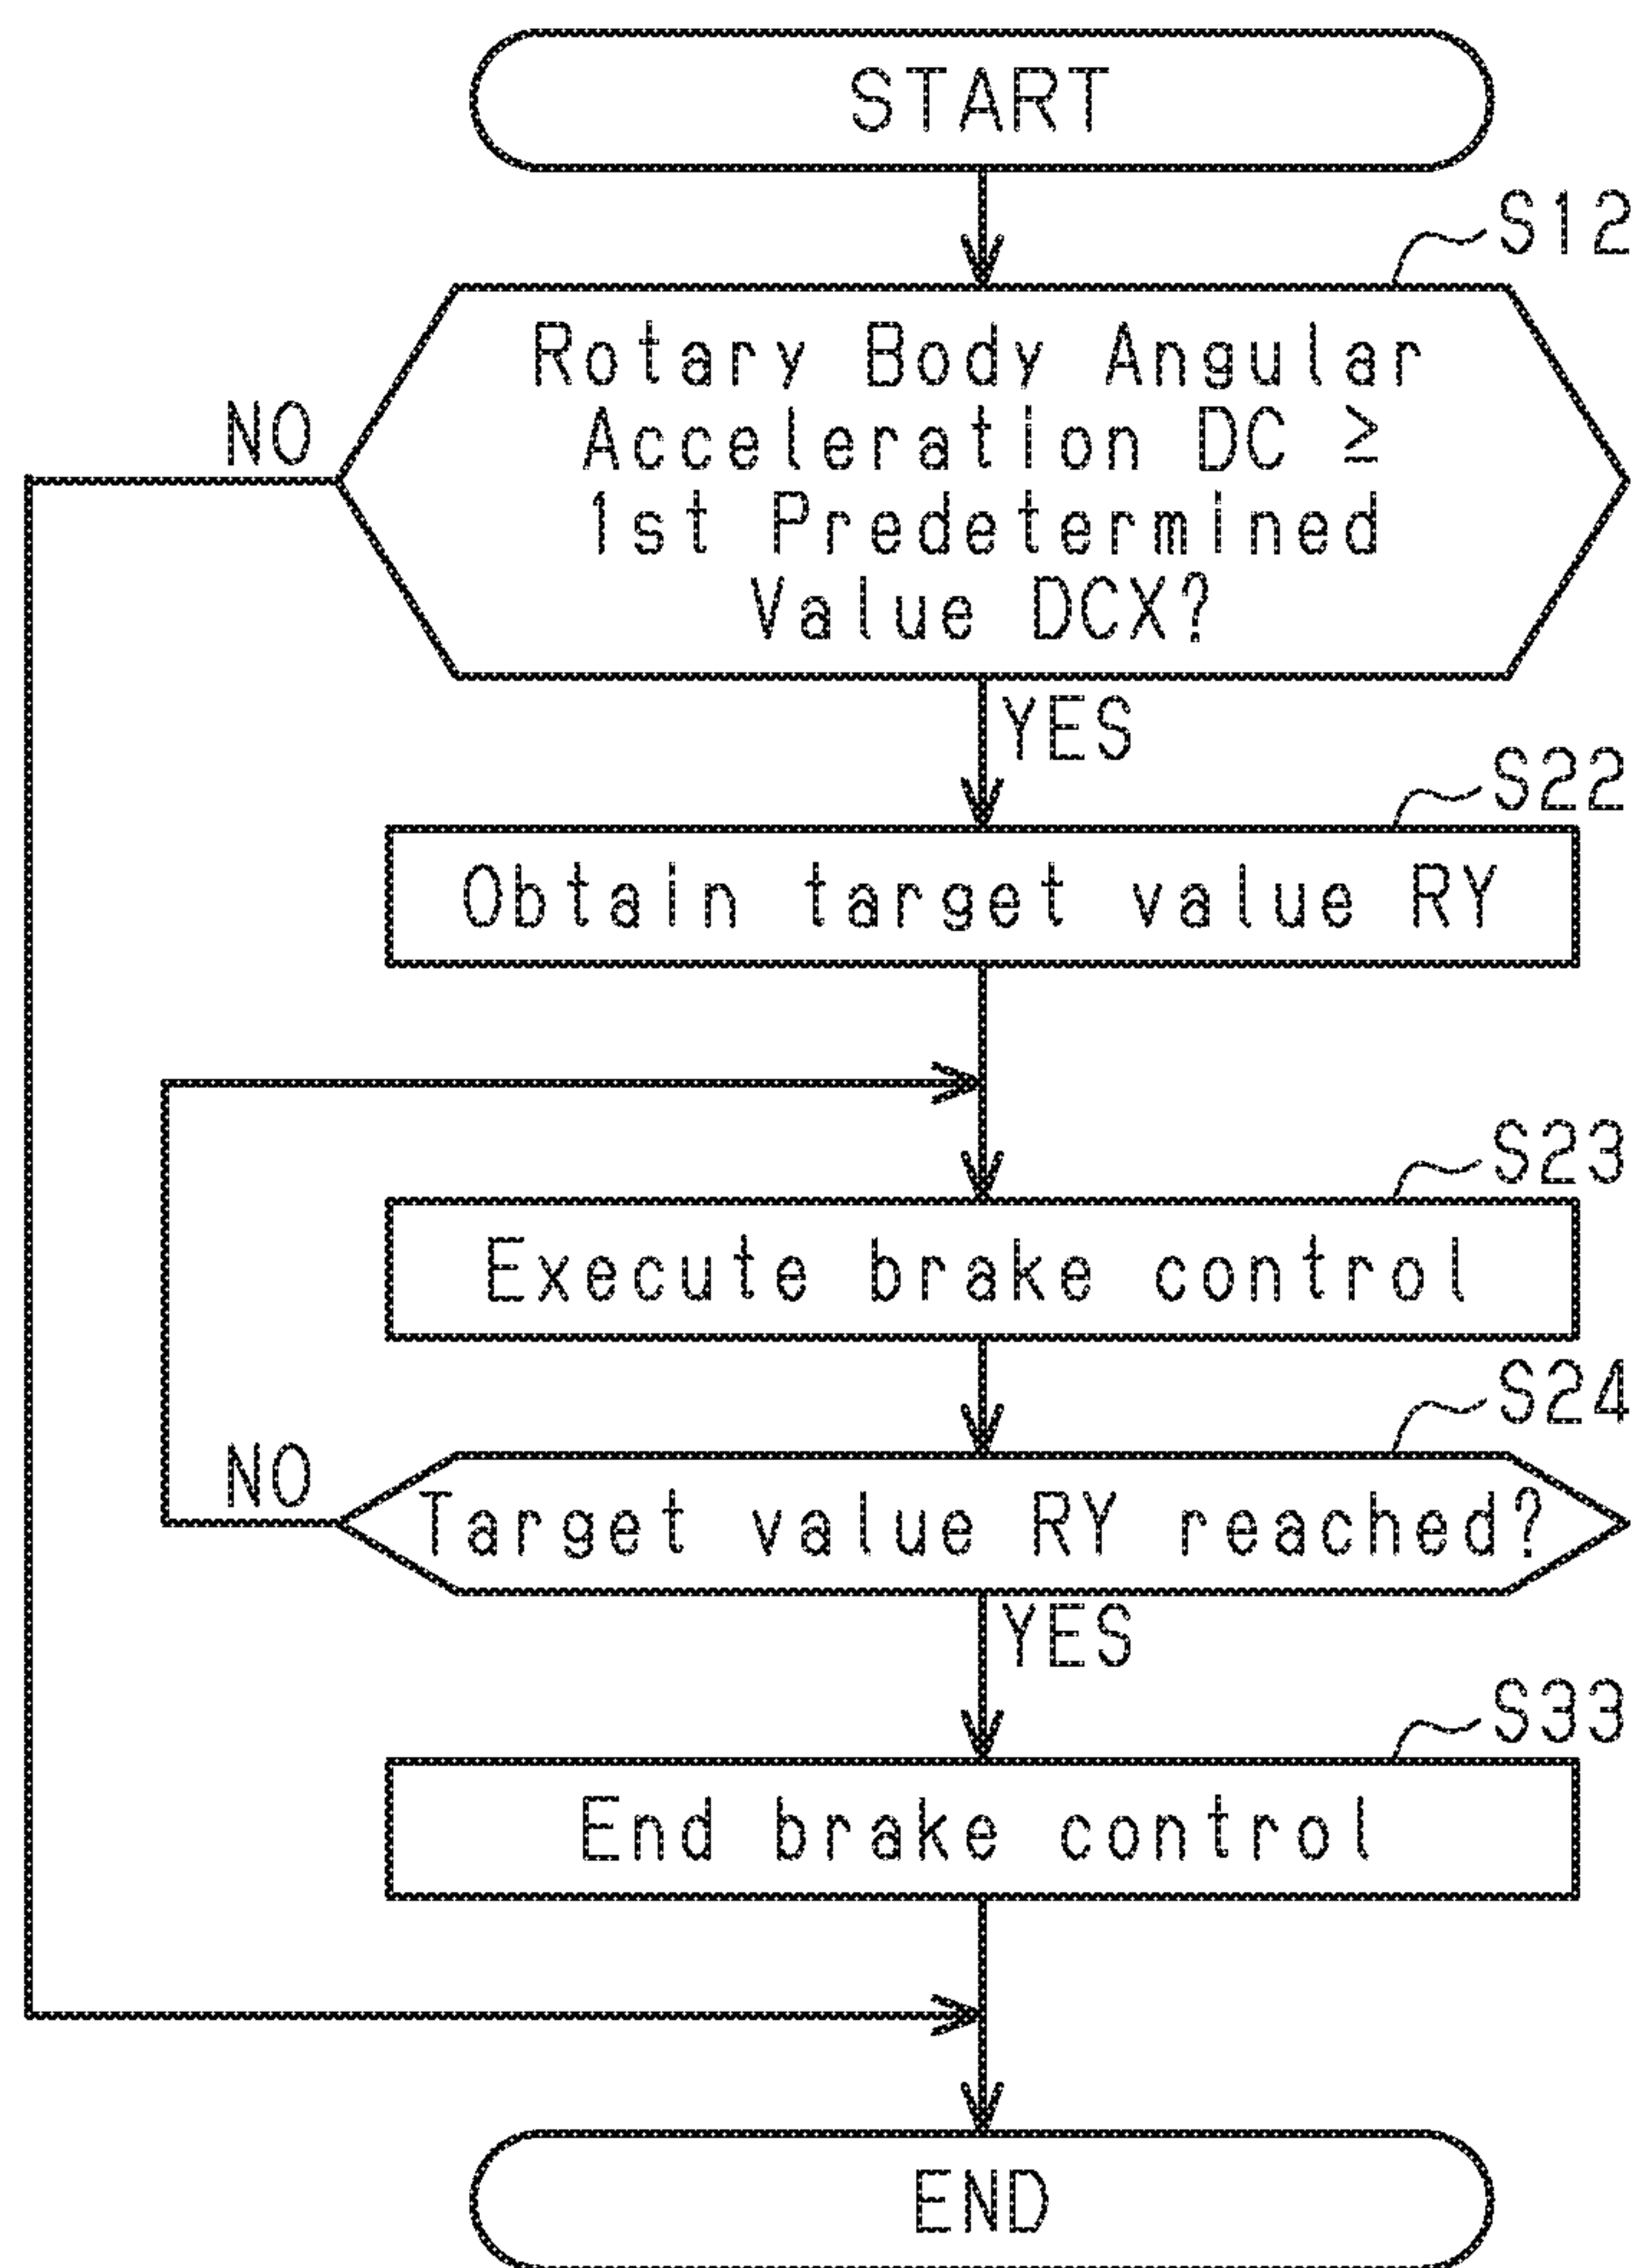 START
S12
Rotary Body Angular
Acceleration DC ≧
1st Predetermined
Value DCX?
NO
YES
S22
Obtain target value RY
S23
Execute brake control
S24
Target value RY reached?
NO
YES
S33
End brake control
END